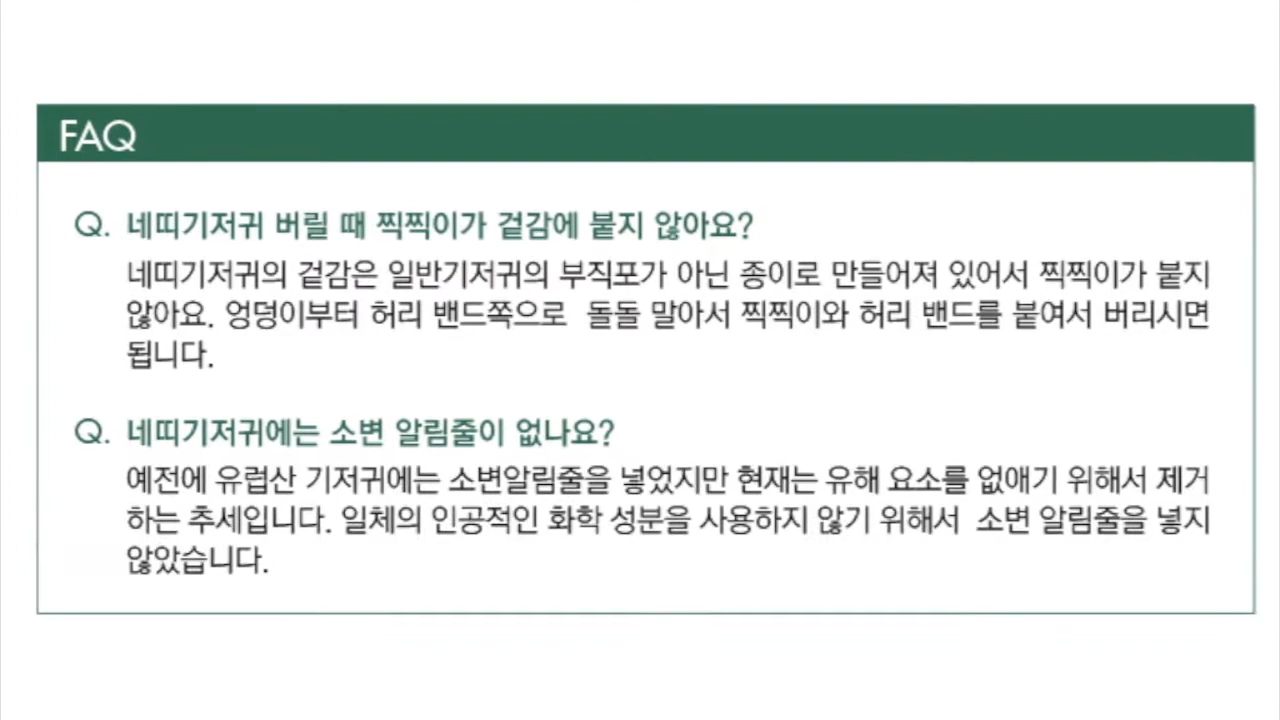 FAQ
Q. 네띠기저귀 버릴 때 찍찍이가 겉감에 붙지 않아요?
네띠기저귀의 겉감은 일반기저귀의 부직포가 아닌 종이로 만들어져 있어서 찍찍이가 붙지
않아요. 엉덩이부터 허리 밴드쪽으로 돌돌 말아서 찍찍이와 허리 밴드를 붙여서 버리시면
됩니다.
Q. 네띠기저귀에는 소변 알림줄이 없나요?
예전에 유럽산 기저귀에는 소변알림줄을 넣었지만 현재는 유해 요소를 없애기 위해서 제거
하는 추세입니다. 일체의 인공적인 화학 성분을 사용하지 않기 위해서 소변 알림줄을 넣지
않았습니다.